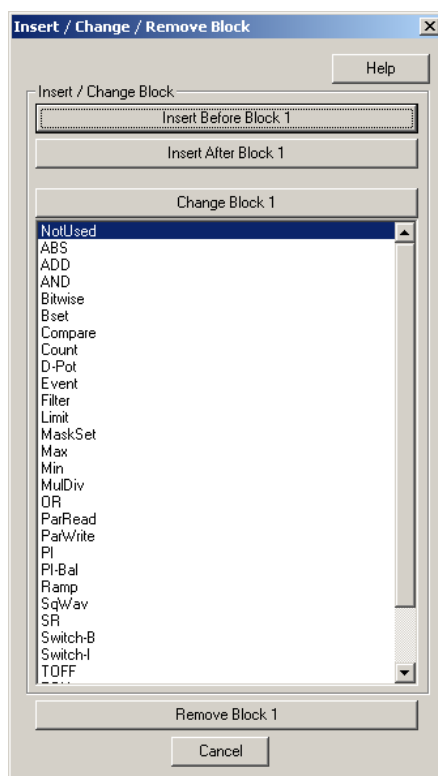 Insert / Change / Remove Block
Help
Insert / Change Block
Insert Before Block 1
Insert After Block 1
Change Block 1
NotUsed
ABS
ADD
AND
Bitwise
Bset
Compare
Count
D-Pot
Event
Filter
Limit
MaskSet
Max
Min
MulDiv
OR
ParRead
ParWrite
PI
PI-Bal
Ramp
SqWav
SR
Switch-B
Switch-I
TOFF
Remove Block 1
Cancel